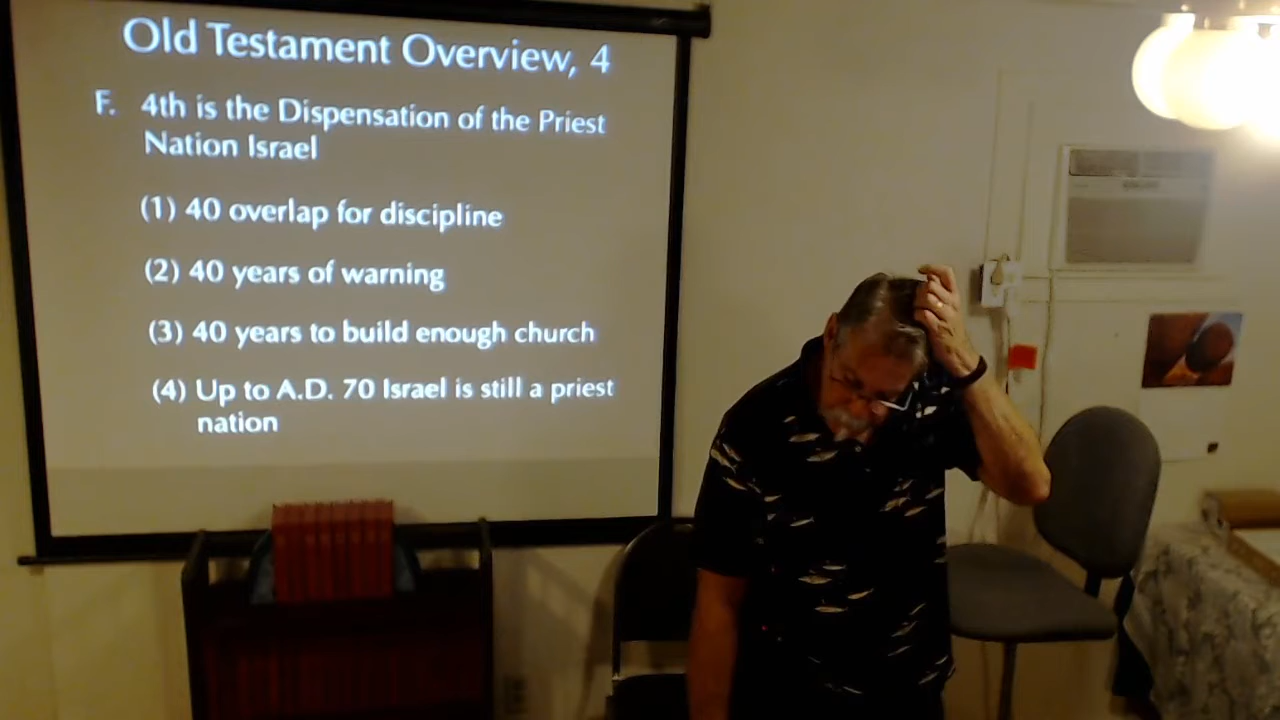 Old Testament Overview, 4
F. 4th is the Dispensation of the Priest
Nation Israel
(1) 40 overlap for discipline
(2) 40 years of warning
(3) 40 years to build enough church
(4) Up to A.D. 70 Israel is still a priest
nation